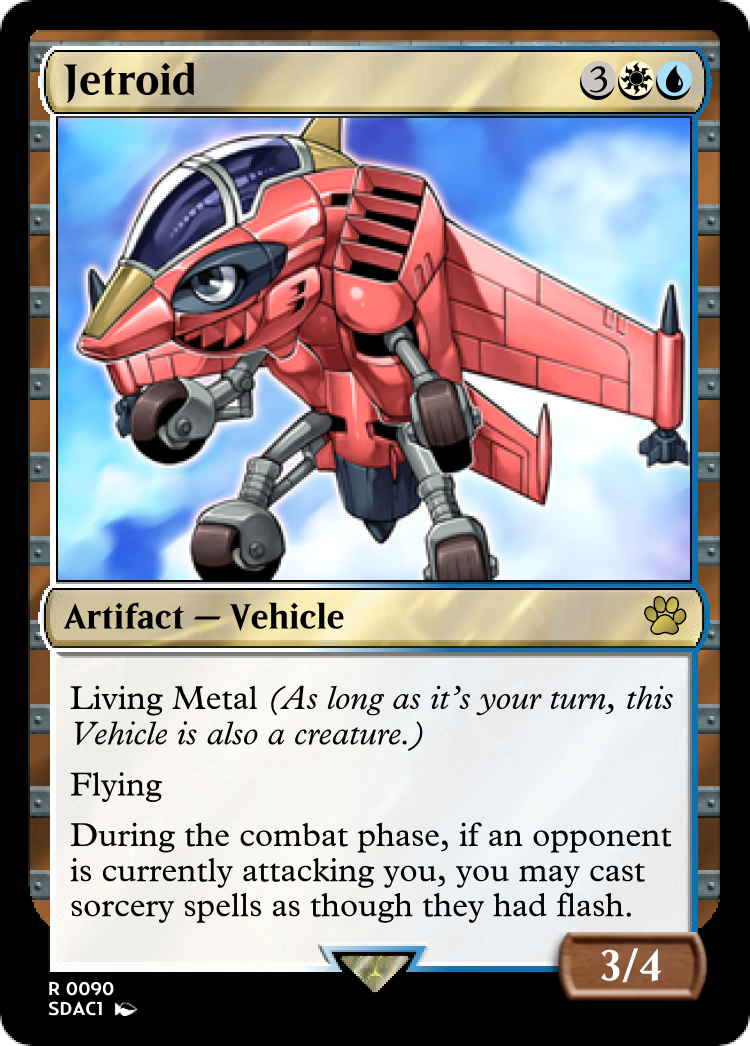 Jetroid 3
Artifact — Vehicle
Living Metal (As long as it's your turn, this
Vehicle is also a creature.)
Flying
During the combat phase, if an opponent
is currently attacking you, you may cast
sorcery spells as though they had flash.
3/4
R 0090
SDAC1